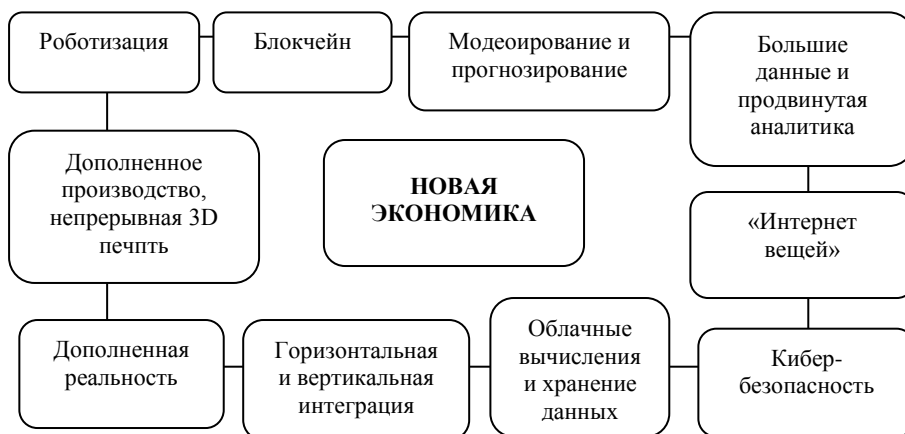 Роботизация
Блокчейн
Модеоирование и
прогнозирование
Большие
данные и
продвинутая
аналитика
Дополненное
производство,
непрерывная 3D
печпть
НОВАЯ
ЭКОНОМИКА
«Интернет
вещей»
Дополненная
реальность
Горизонтальная
и вертикальная
интеграция
Облачные
вычисления
и хранение
данных
Кибер-
безопасность